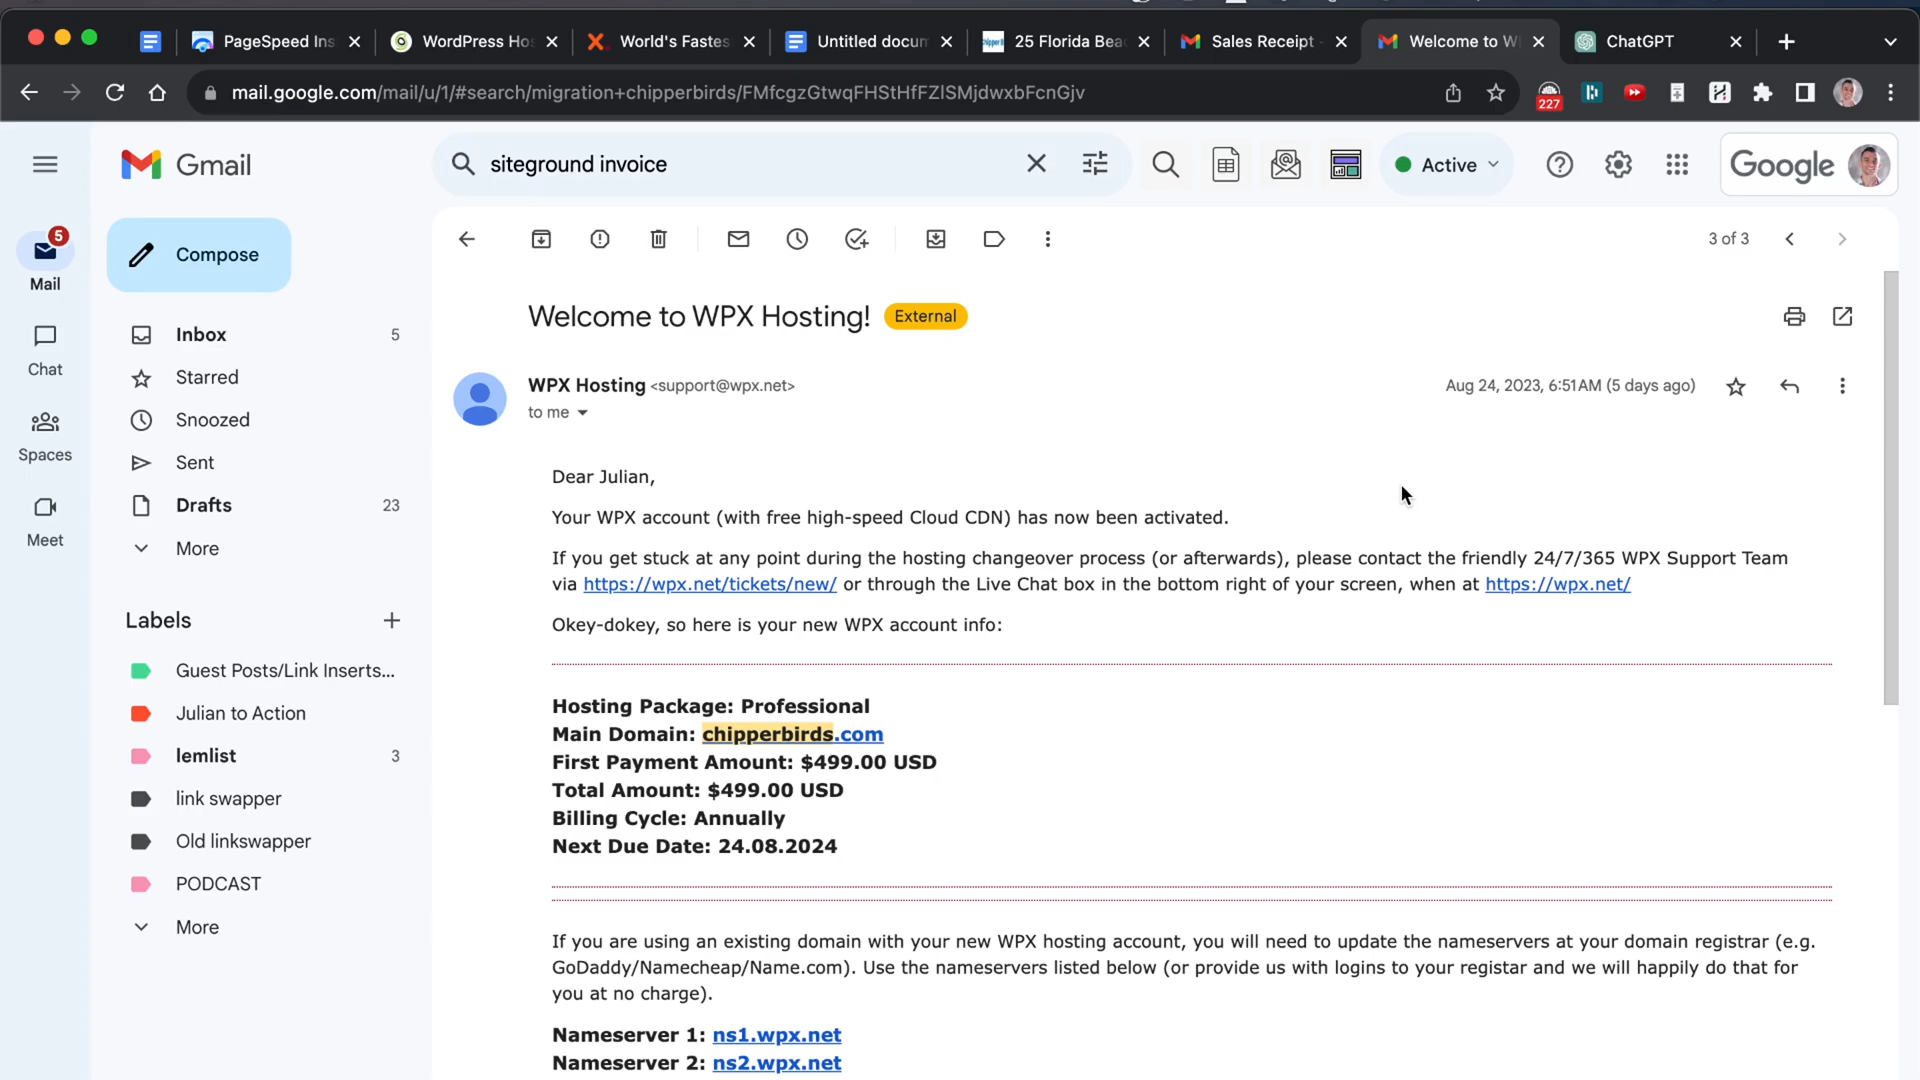 PageSpeed Ins
WordPress Hos
World's Fastes
Untitled docum
25 Florida Bea
Sales Receipt -
Welcome to W
ChatGPT
mail.google.com/mail/u/1/#search/migration+chipperbirds/FMfcgzGtwqFHStHfFZlSMjdwxbFcnGjv
227
Gmail
siteground invoice
Active
Google
5
Mail
Compose
3 of 3
Inbox 5
Starred
Snoozed
Sent
Drafts 23
More
Chat
Spaces
Meet
Labels
Guest Posts/Link Inserts...
Julian to Action
lemlist 3
link swapper
Old linkswapper
PODCAST
More
Welcome to WPX Hosting! External
WPX Hosting <support@wpx.net> Aug 24, 2023, 6:51AM (5 days ago)
to me
Dear Julian,
Your WPX account (with free high-speed Cloud CDN) has now been activated.
If you get stuck at any point during the hosting changeover process (or afterwards), please contact the friendly 24/7/365 WPX Support Team
via https://wpx.net/tickets/new/ or through the Live Chat box in the bottom right of your screen, when at https://wpx.net/
Okey-dokey, so here is your new WPX account info:
Hosting Package: Professional
Main Domain: chipperbirds.com
First Payment Amount: $499.00 USD
Total Amount: $499.00 USD
Billing Cycle: Annually
Next Due Date: 24.08.2024
If you are using an existing domain with your new WPX hosting account, you will need to update the nameservers at your domain registrar (e.g.
GoDaddy/Namecheap/Name.com). Use the nameservers listed below (or provide us with logins to your registar and we will happily do that for
you at no charge).
Nameserver 1: ns1.wpx.net
Nameserver 2: ns2.wpx.net